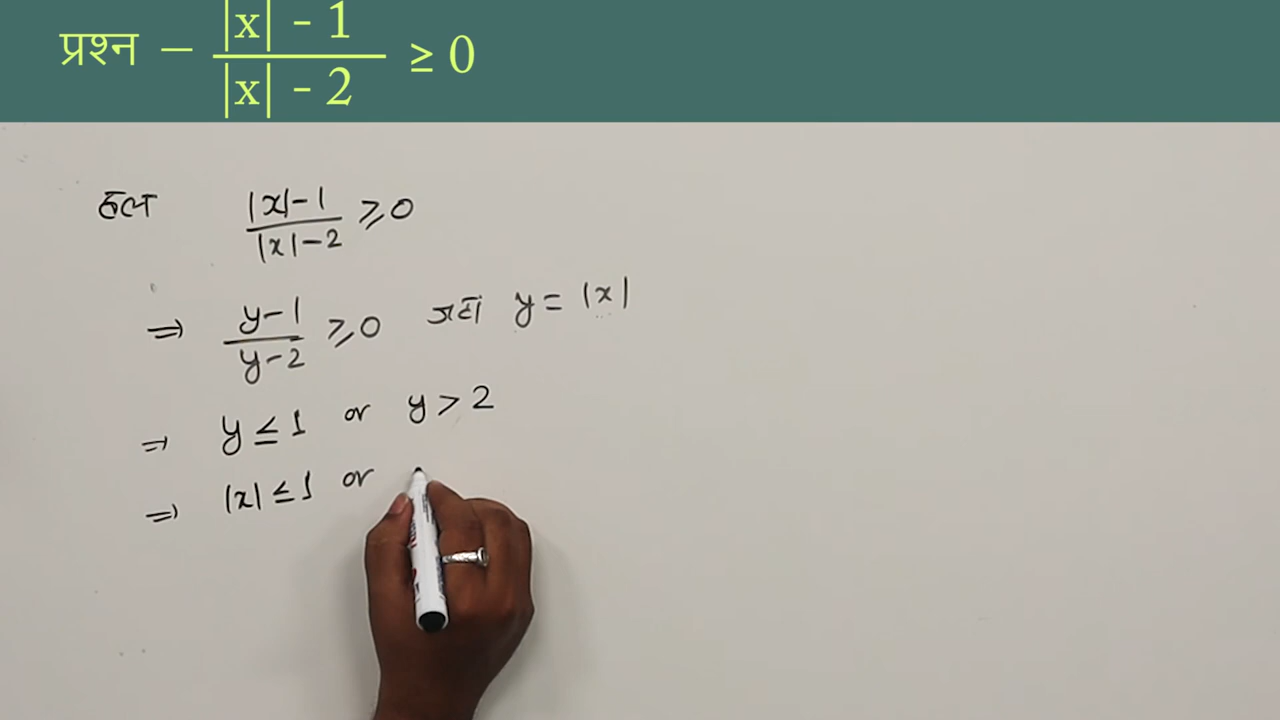 प्रश्न − (|x| - 1)/(|x| - 2) ≥ 0
हल (|x|-1)/(|x|-2) ≥ 0
⇒ (y-1)/(y-2) ≥ 0 जहाँ y = |x|
⇒ y ≤ 1 or y > 2
⇒ |x| ≤ 1 or